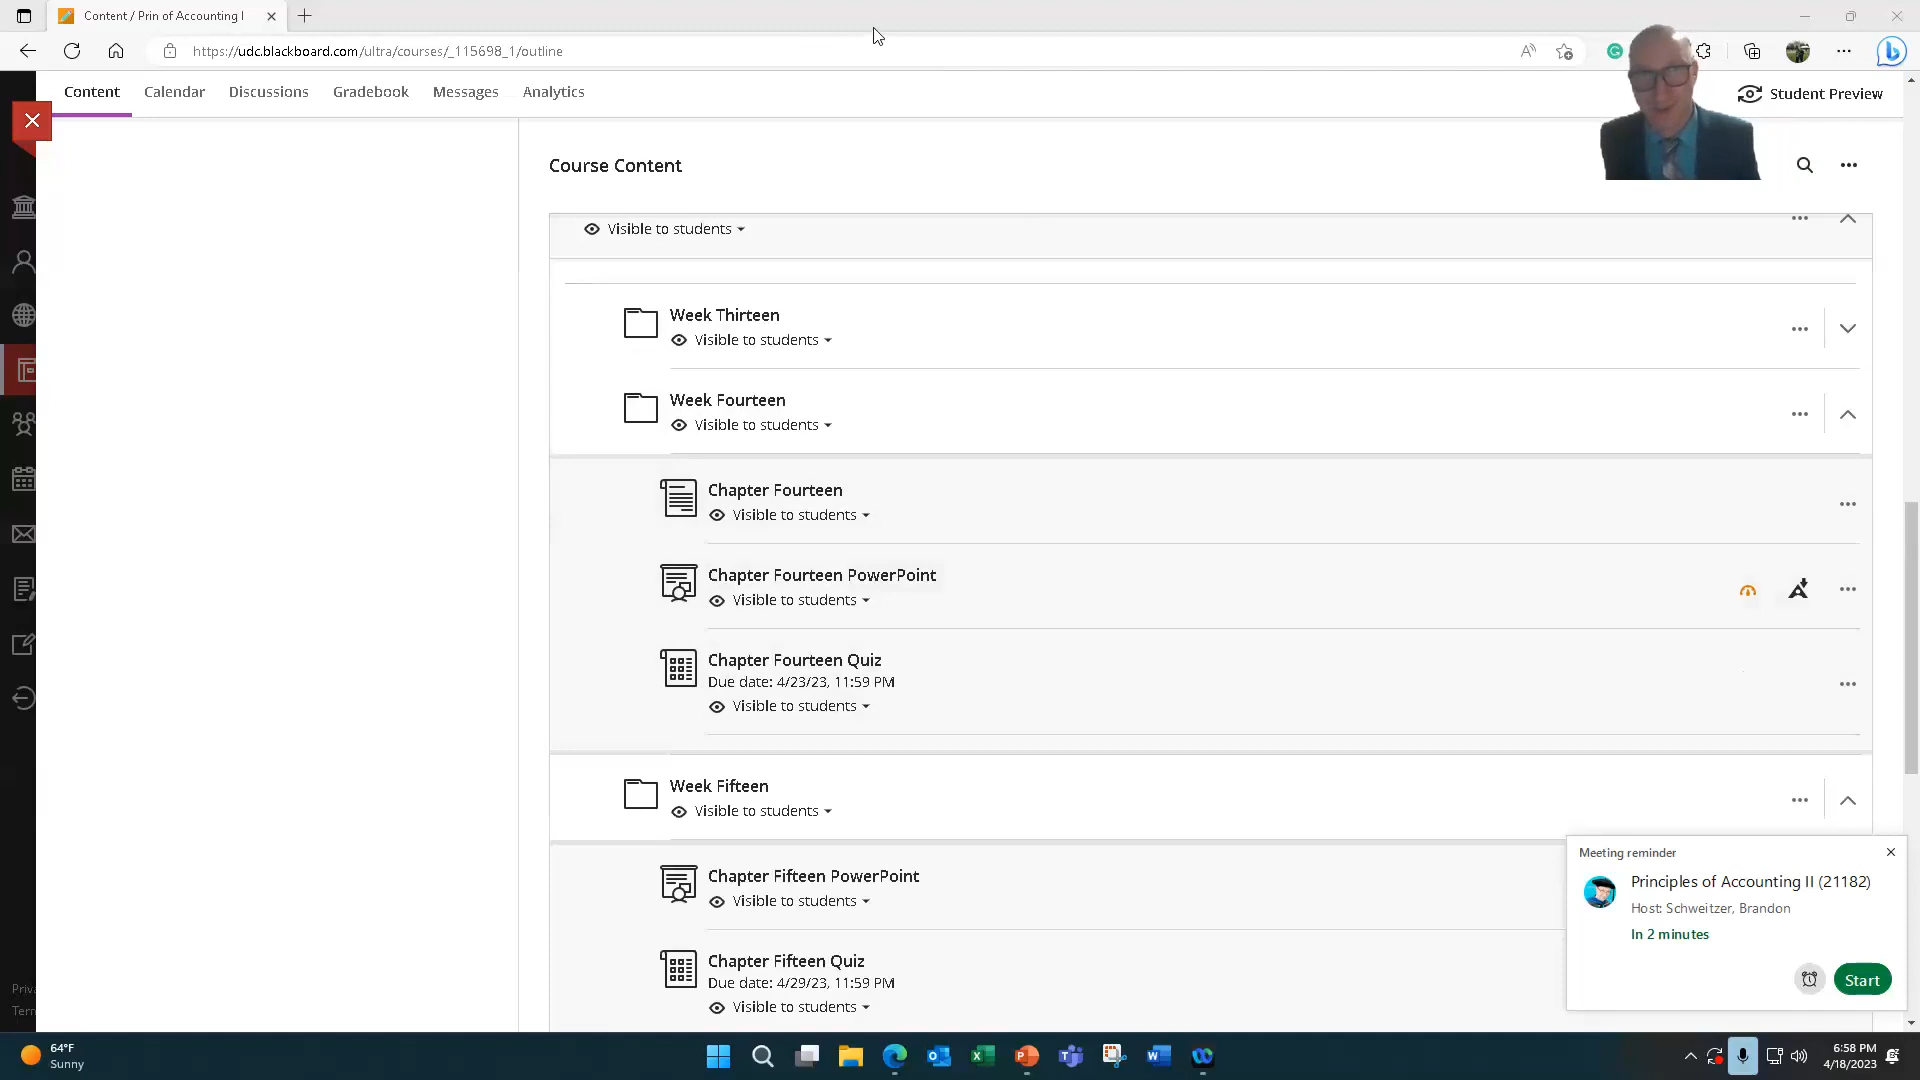 Content / Prin of Accounting I
https://udc.blackboard.com/ultra/courses/_115698_1/outline
Content
Calendar
Discussions
Gradebook
Messages
Analytics
Student Preview
Course Content
Visible to students
Week Thirteen
Visible to students
Week Fourteen
Visible to students
Chapter Fourteen
Visible to students
Chapter Fourteen PowerPoint
Visible to students
Chapter Fourteen Quiz
Due date: 4/23/23, 11:59 PM
Visible to students
Week Fifteen
Visible to students
Chapter Fifteen PowerPoint
Visible to students
Chapter Fifteen Quiz
Due date: 4/29/23, 11:59 PM
Visible to students
Meeting reminder
Principles of Accounting II (21182)
Host: Schweitzer, Brandon
In 2 minutes
Start
Priva
Term
64°F
Sunny
6:58 PM
4/18/2023